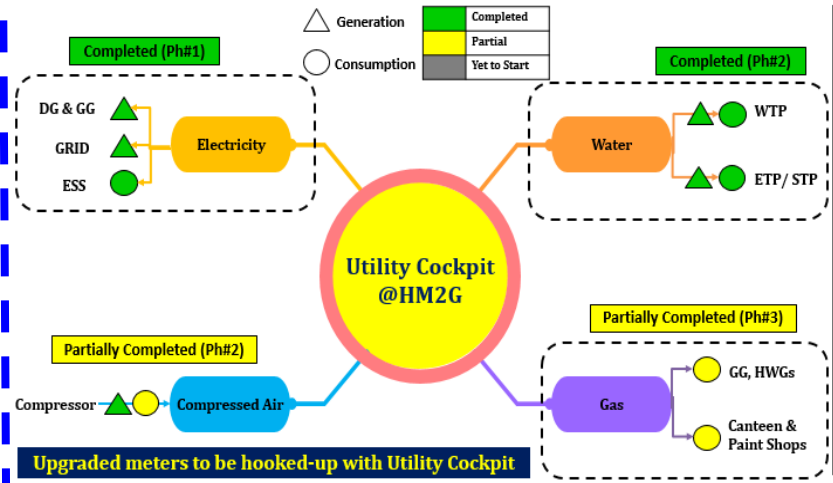 Generation
Consumption
Completed
Partial
Yet to Start
Completed (Ph#1)
DG & GG
GRID
ESS
Electricity
Completed (Ph#2)
Water
WTP
ETP/ STP
Utility Cockpit
@HM2G
Partially Completed (Ph#2)
Compressor
Compressed Air
Partially Completed (Ph#3)
Gas
GG, HWGs
Canteen &
Paint Shops
Upgraded meters to be hooked-up with Utility Cockpit